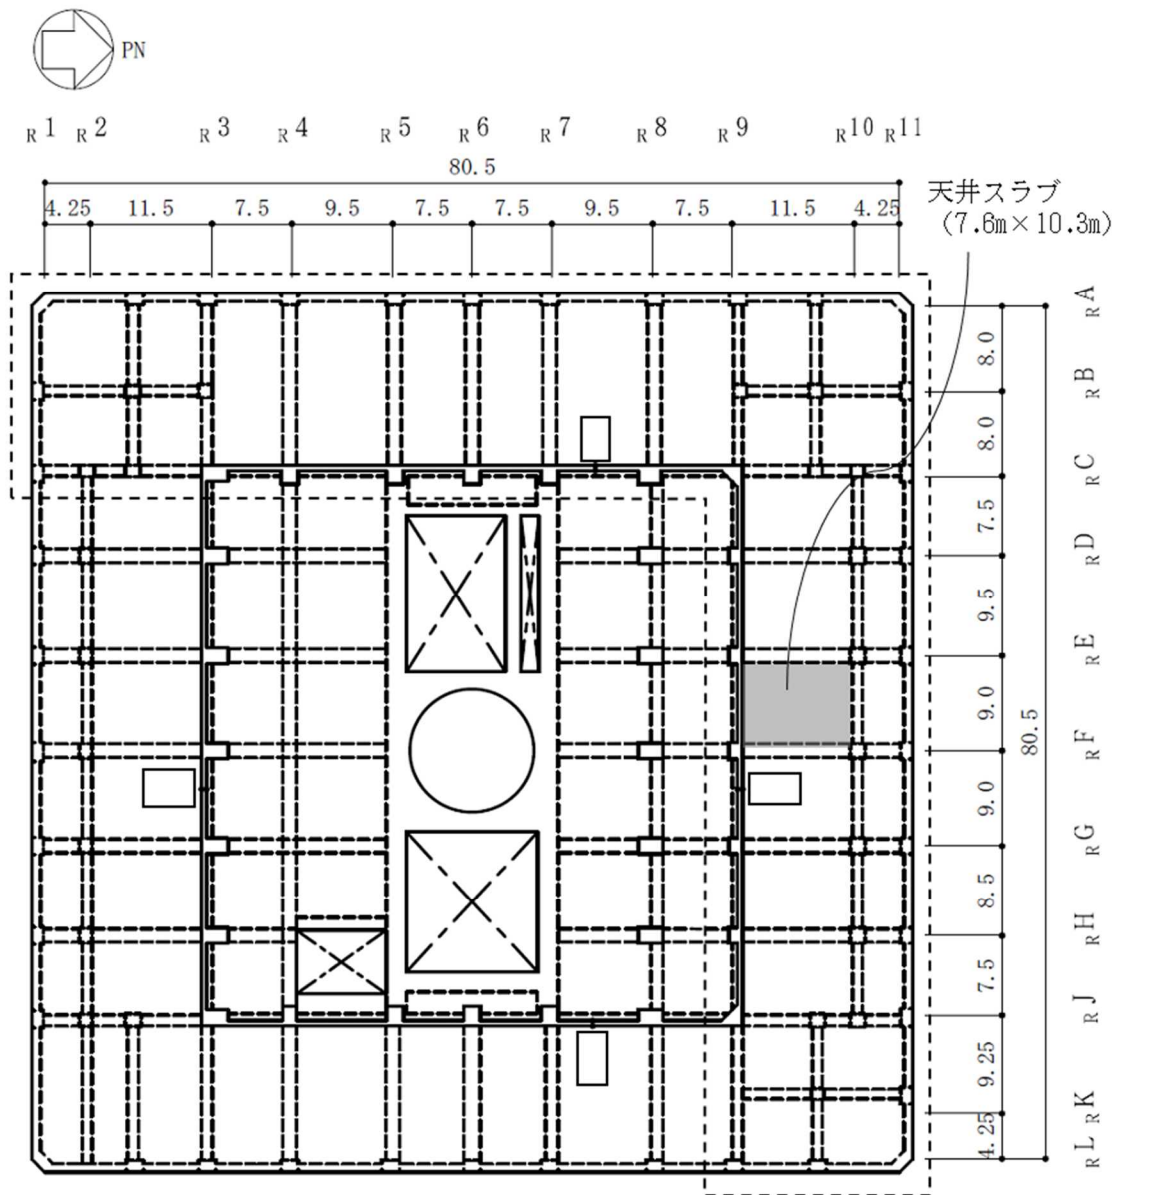 PN
R1 R2 R3 R4 R5 R6 R7 R8 R9 R10 R11
80.5
4.25 11.5 7.5 9.5 7.5 7.5 9.5 7.5 11.5 4.25
天井スラブ
(7.6m×10.3m)
RA
8.0
RB
8.0
RC
7.5
RD
9.5
RE
9.0
RF
80.5
9.0
RG
8.5
RH
7.5
RJ
9.25
RK
4.25
RL